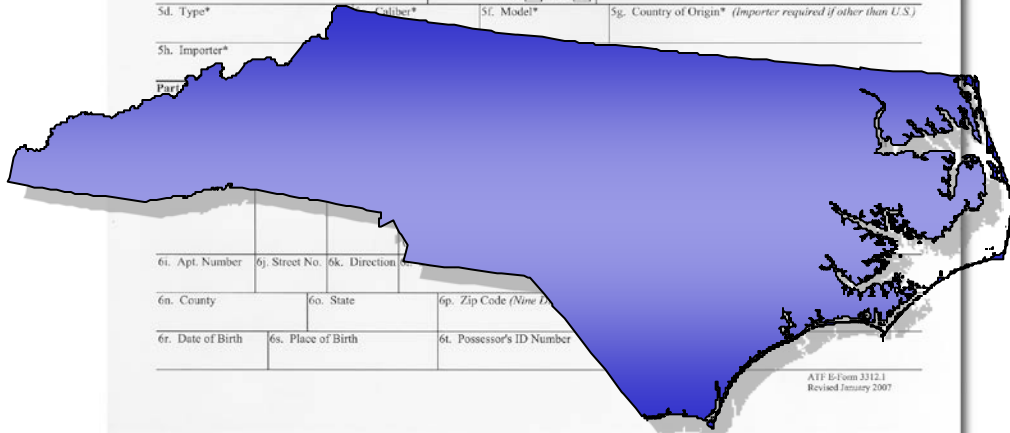 5d. Type* Caliber* 5f. Model* 5g. Country of Origin* (Importer required if other than U.S.)
5h. Importer*
Part
6i. Apt. Number 6j. Street No. 6k. Direction
6n. County 6o. State 6p. Zip Code (Nine D
6r. Date of Birth 6s. Place of Birth 6t. Possessor's ID Number
ATF E-Form 3312.1
Revised January 2007